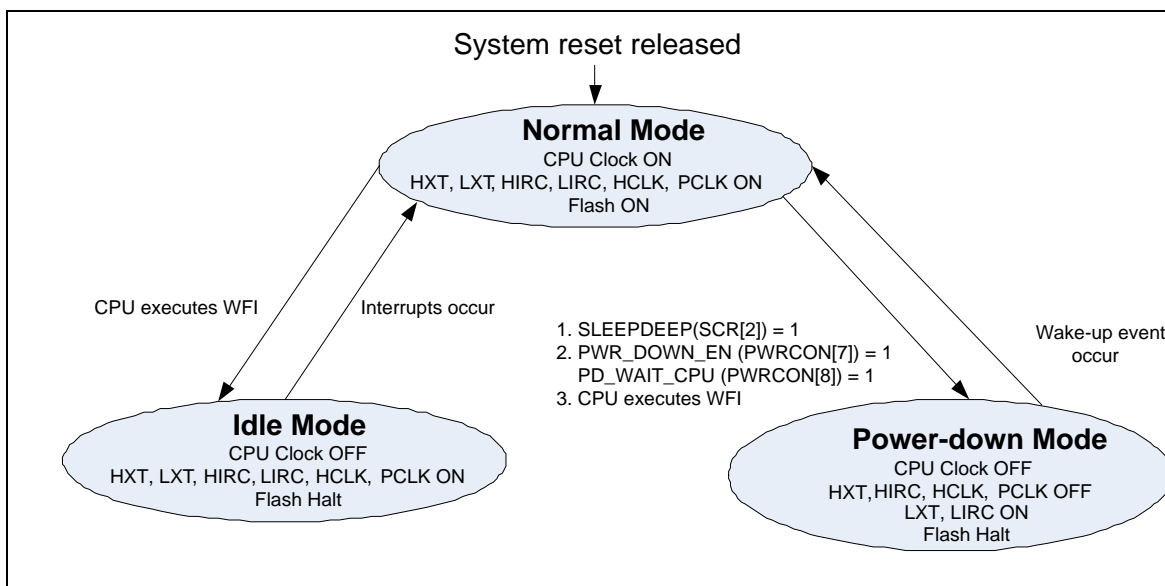 System reset released
Normal Mode
CPU Clock ON
HXT, LXT, HIRC, LIRC, HCLK, PCLK ON
Flash ON
CPU executes WFI
Interrupts occur
1. SLEEPDEEP(SCR[2]) = 1
2. PWR_DOWN_EN (PWRCON[7]) = 1
PD_WAIT_CPU (PWRCON[8]) = 1
3. CPU executes WFI
Wake-up event
occur
Idle Mode
CPU Clock OFF
HXT, LXT, HIRC, LIRC, HCLK, PCLK ON
Flash Halt
Power-down Mode
CPU Clock OFF
HXT, HIRC, HCLK, PCLK OFF
LXT, LIRC ON
Flash Halt